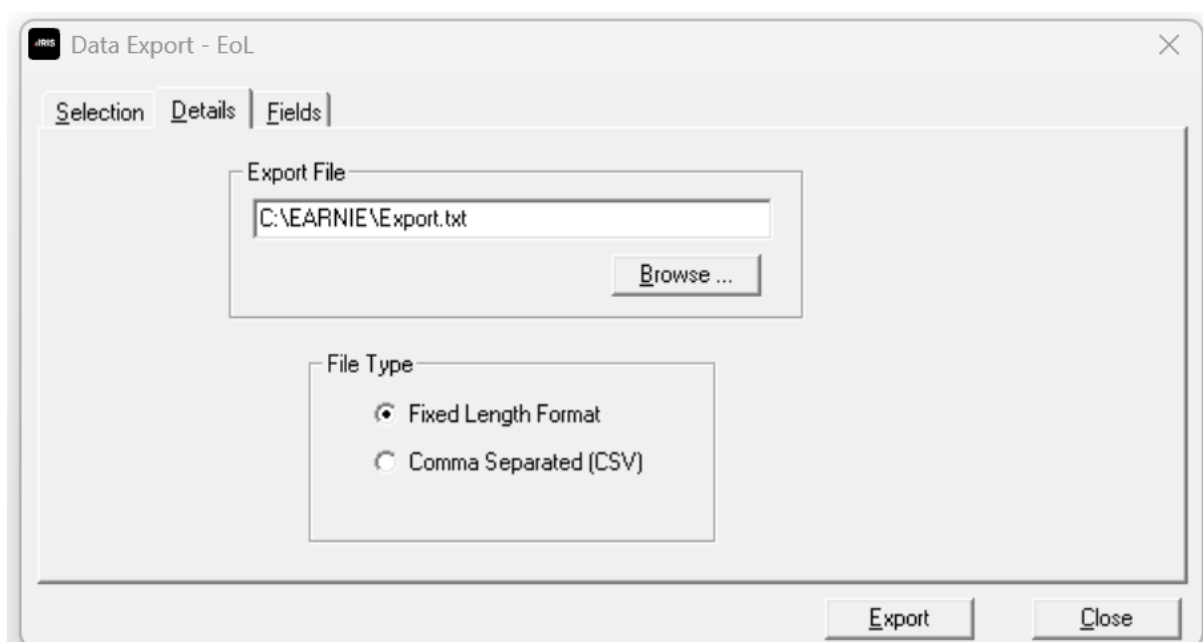 IRIS
Data Export - EoL
Selection Details Fields
Export File
C:\EARNIE\Export.txt
Browse ...
File Type
Fixed Length Format
Comma Separated (CSV)
Export Close